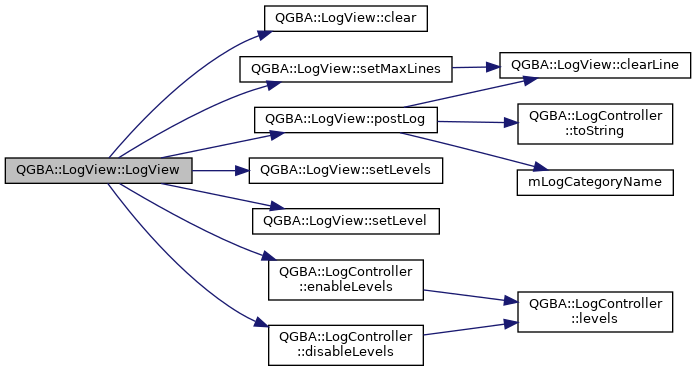 QGBA::LogView::clear
QGBA::LogView::setMaxLines
QGBA::LogView::clearLine
QGBA::LogView::postLog
QGBA::LogController
::toString
QGBA::LogView::LogView
QGBA::LogView::setLevels
mLogCategoryName
QGBA::LogView::setLevel
QGBA::LogController
::enableLevels
QGBA::LogController
::levels
QGBA::LogController
::disableLevels